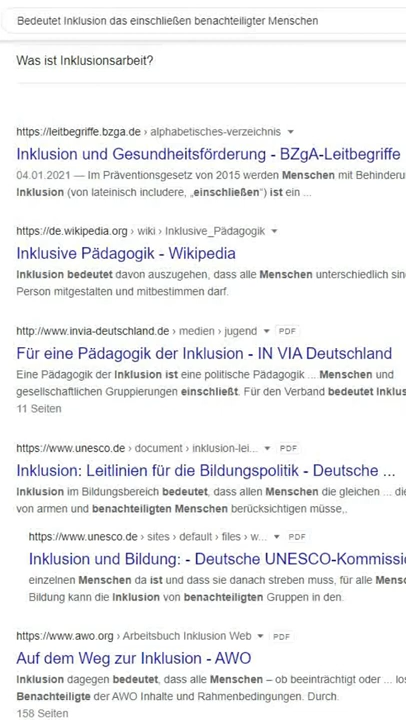 Bedeutet Inklusion das einschließen benachteiligter Menschen
Was ist Inklusionsarbeit?
https://leitbegriffe.bzga.de › alphabetisches-verzeichnis
Inklusion und Gesundheitsförderung - BZgA-Leitbegriffe
04.01.2021 — Im Präventionsgesetz von 2015 werden Menschen mit Behinderu
Inklusion (von lateinisch includere, „einschließen“) ist ein ...
https://de.wikipedia.org › wiki › Inklusive_Pädagogik
Inklusive Pädagogik - Wikipedia
Inklusion bedeutet davon auszugehen, dass alle Menschen unterschiedlich sin
Person mitgestalten und mitbestimmen darf.
http://www.invia-deutschland.de › medien › jugend PDF
Für eine Pädagogik der Inklusion - IN VIA Deutschland
Eine Pädagogik der Inklusion ist eine politische Pädagogik ... Menschen und
gesellschaftlichen Gruppierungen einschließt. Für den Verband bedeutet Inklus
11 Seiten
https://www.unesco.de › document › inklusion-lei... PDF
Inklusion: Leitlinien für die Bildungspolitik - Deutsche ...
Inklusion im Bildungsbereich bedeutet, dass allen Menschen die gleichen ... die
von armen und benachteiligten Menschen berücksichtigen müsse,.
https://www.unesco.de › sites › default › files › w... PDF
Inklusion und Bildung: - Deutsche UNESCO-Kommissio
einzelnen Menschen da ist und dass sie danach streben muss, für alle Mensc
Bildung kann die Inklusion von benachteiligten Gruppen in den.
https://www.awo.org › Arbeitsbuch Inklusion Web PDF
Auf dem Weg zur Inklusion - AWO
Inklusion dagegen bedeutet, dass alle Menschen – ob beeinträchtigt oder ... los
Benachteiligte der AWO Inhalte und Rahmenbedingungen. Durch.
158 Seiten